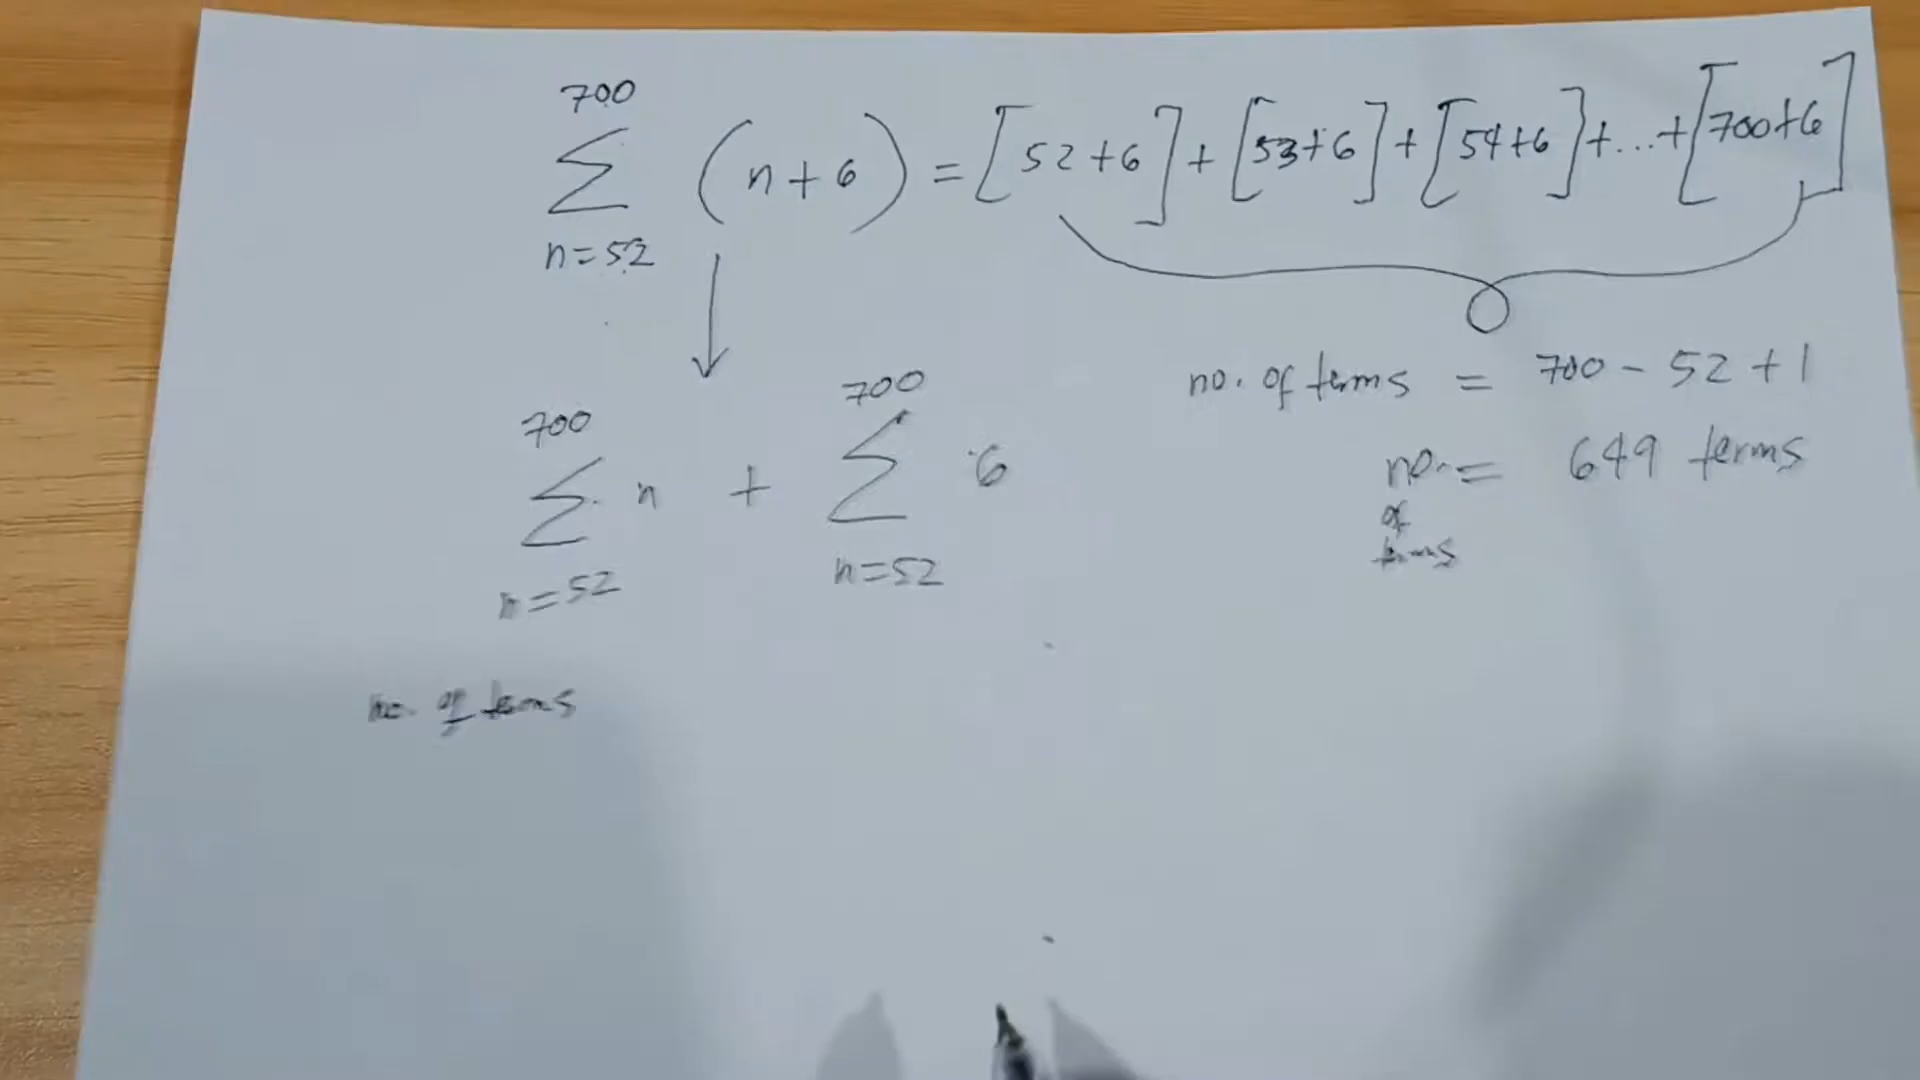 700
∑ (n+6) = [52+6] + [53+6] + [54+6] + ... + [700+6]
n=52
no. of terms = 700 - 52 + 1
700 700
∑ n + ∑ 6
n=52 n=52
no. = 649 terms
of
terms
no. of terms